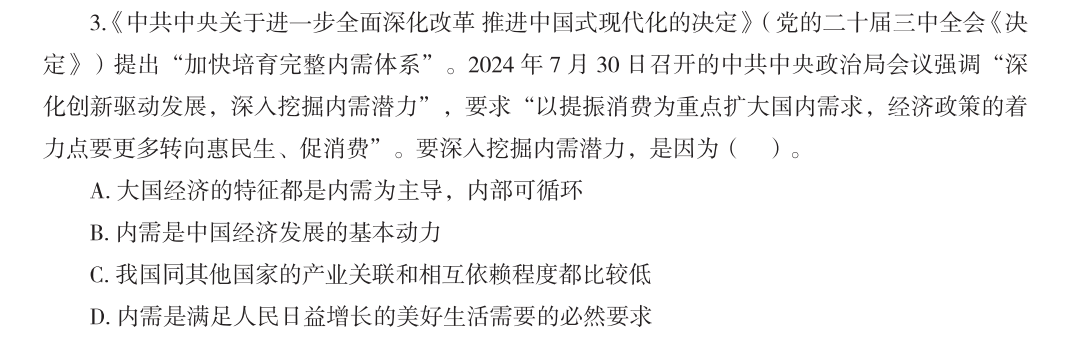 3.《中共中央关于进一步全面深化改革 推进中国式现代化的决定》（党的二十届三中全会《决
定》）提出“加快培育完整内需体系”。2024 年 7 月 30 日召开的中共中央政治局会议强调“深
化创新驱动发展，深入挖掘内需潜力”，要求“以提振消费为重点扩大国内需求，经济政策的着
力点要更多转向惠民生、促消费”。要深入挖掘内需潜力，是因为（　）。
A. 大国经济的特征都是内需为主导，内部可循环
B. 内需是中国经济发展的基本动力
C. 我国同其他国家的产业关联和相互依赖程度都比较低
D. 内需是满足人民日益增长的美好生活需要的必然要求